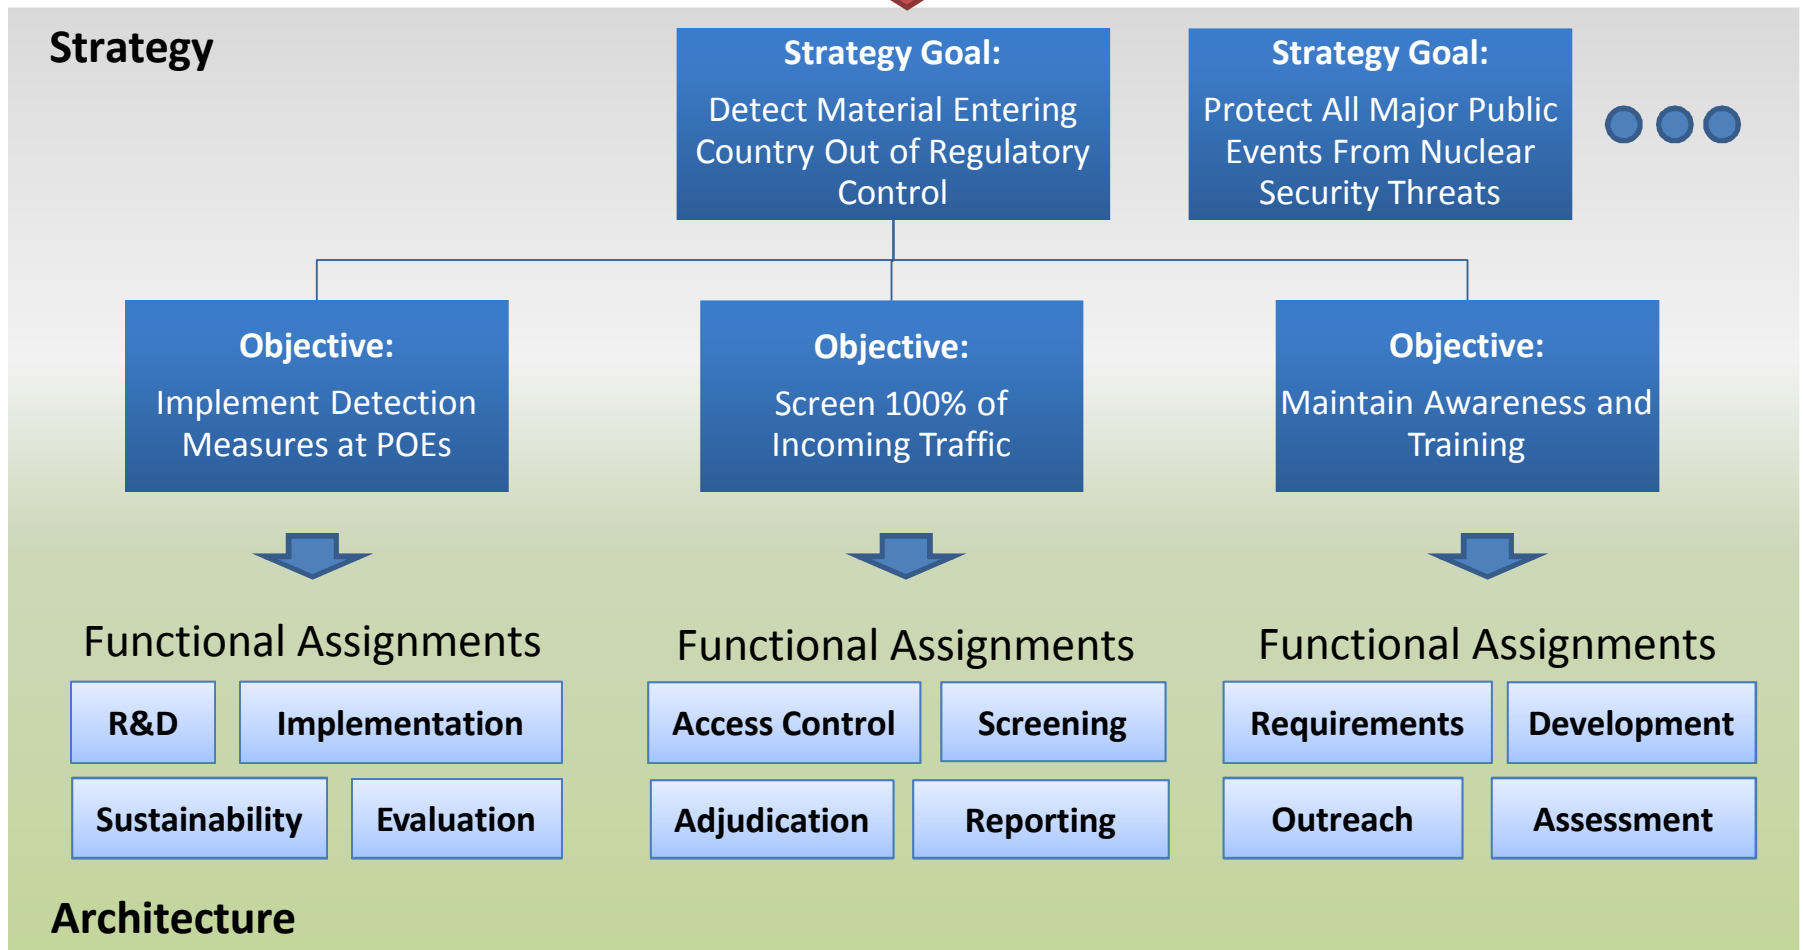 Strategy
Strategy Goal:
Detect Material Entering
Country Out of Regulatory
Control
Strategy Goal:
Protect All Major Public
Events From Nuclear
Security Threats
Objective:
Implement Detection
Measures at POEs
Objective:
Screen 100% of
Incoming Traffic
Objective:
Maintain Awareness and
Training
Functional Assignments
R&D
Implementation
Sustainability
Evaluation
Functional Assignments
Access Control
Screening
Adjudication
Reporting
Functional Assignments
Requirements
Development
Outreach
Assessment
Architecture